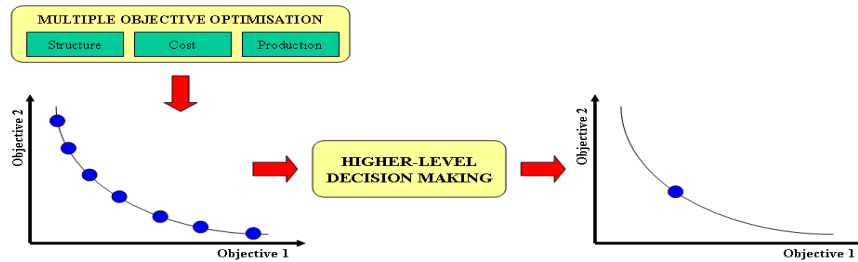 MULTIPLE OBJECTIVE OPTIMISATION
Structure
Cost
Production
Objective 2
Objective 1
HIGHER-LEVEL
DECISION MAKING
Objective 2
Objective 1